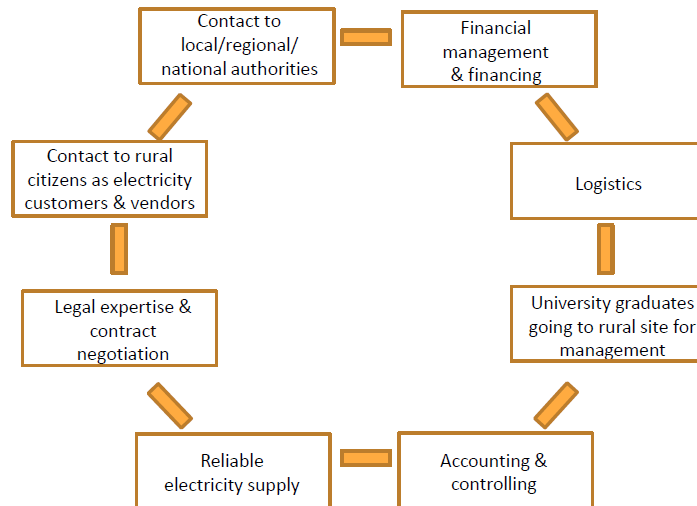 Contact to
local/regional/
national authorities
Financial
management
& financing
Contact to rural
citizens as electricity
customers & vendors
Logistics
Legal expertise &
contract
negotiation
University graduates
going to rural site for
management
Reliable
electricity supply
Accounting &
controlling